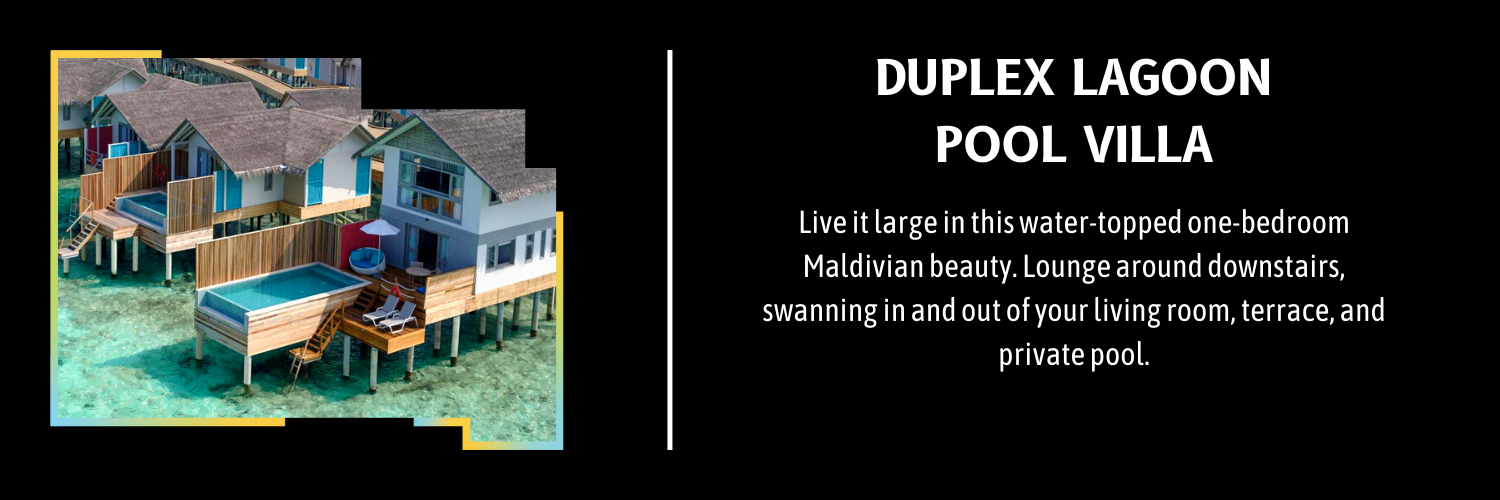 DUPLEX LAGOON
POOL VILLA
Live it large in this water-topped one-bedroom
Maldivian beauty. Lounge around downstairs,
swanning in and out of your living room, terrace, and
private pool.